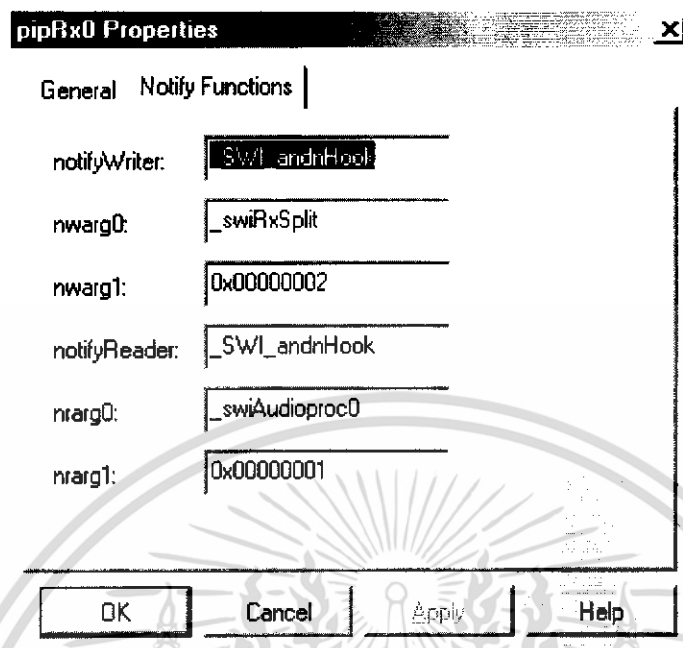 pipRx0 Properties
General Notify Functions
notifyWriter: _SWI_andnHook
nwarg0: _swiRxSplit
nwarg1: 0x00000002
notifyReader: _SWI_andnHook
nrarg0: _swiAudioproc0
nrarg1: 0x00000001
OK Cancel Apply Help